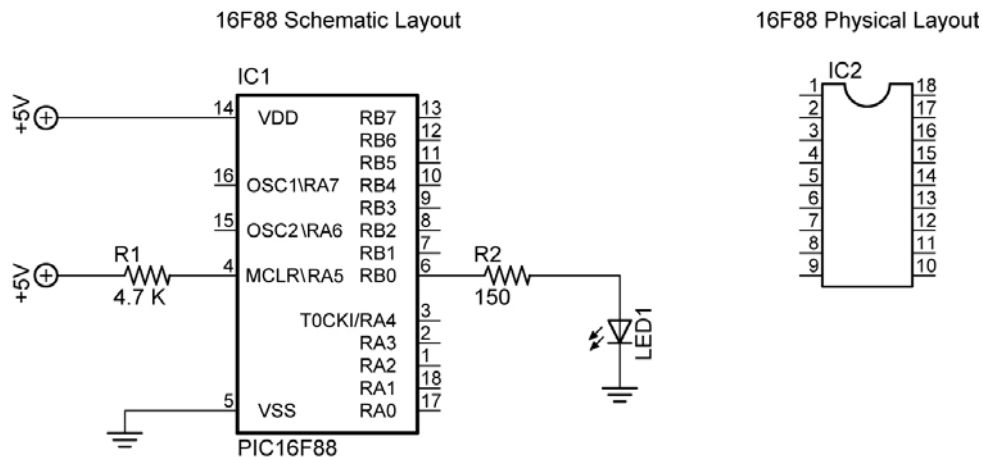 16F88 Schematic Layout
16F88 Physical Layout
IC1
+5V
14 VDD
RB7 13
RB6 12
RB5 11
16 OSC1\RA7
RB4 10
RB3 9
15 OSC2\RA6
RB2 8
RB1 7
+5V
R1
4.7 K
4 MCLR\RA5
RB0 6
R2
150
T0CKI/RA4 3
RA3 2
RA2 1
RA1 18
5 VSS
RA0 17
PIC16F88
LED1
IC2
1 18
2 17
3 16
4 15
5 14
6 13
7 12
8 11
9 10